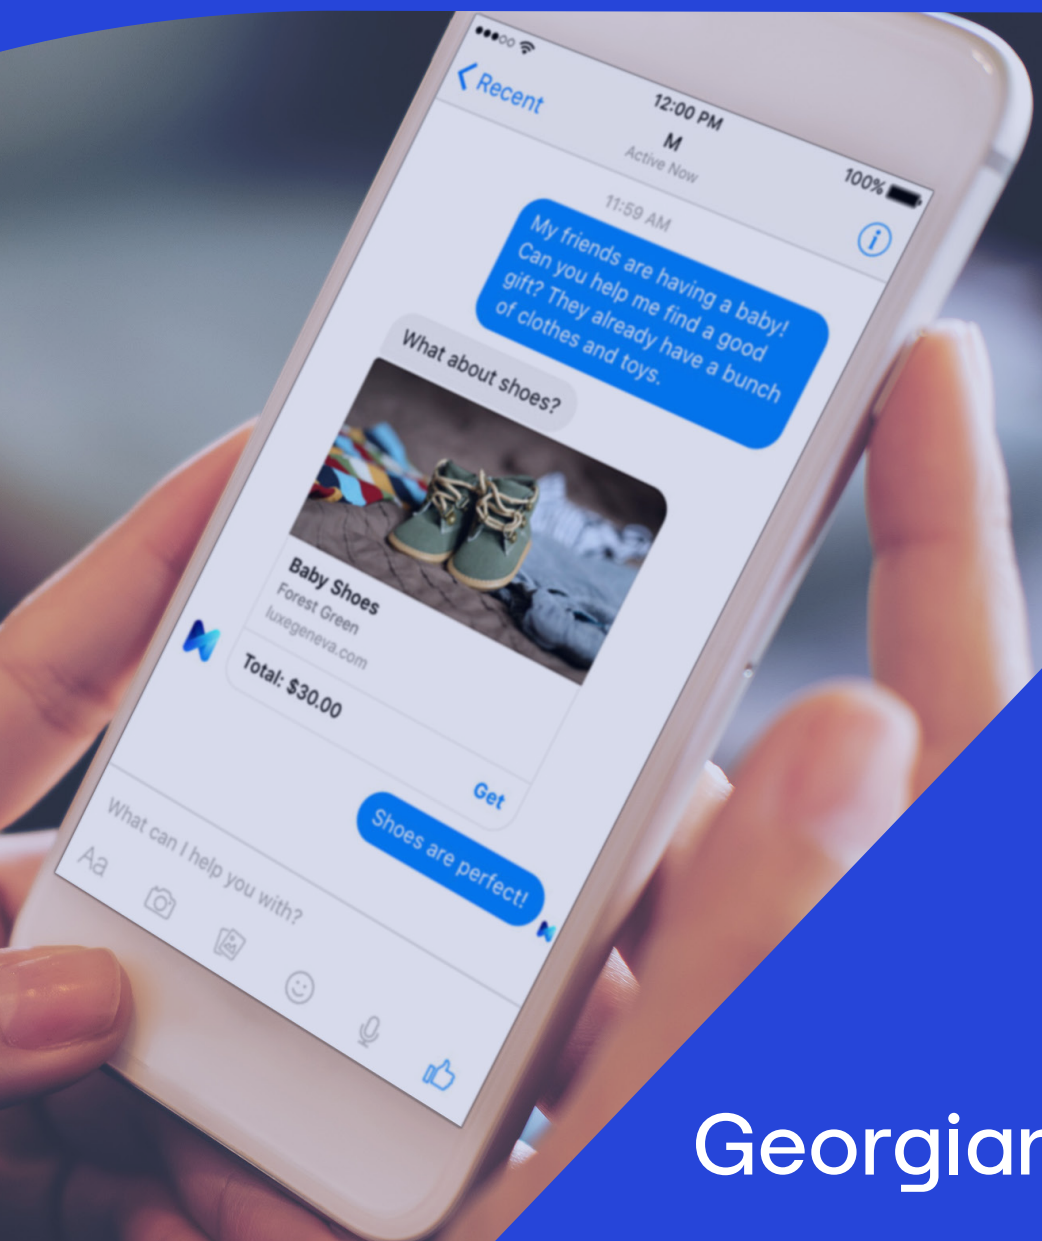 12:00 PM
100%
Recent
M
Active Now
11:59 AM
My friends are having a baby!
Can you help me find a good
gift? They already have a bunch
of clothes and toys.
What about shoes?
Baby Shoes
Forest Green
luxegeneva.com
Total: $30.00
Get
Shoes are perfect!
What can I help you with?
Aa
Georgian